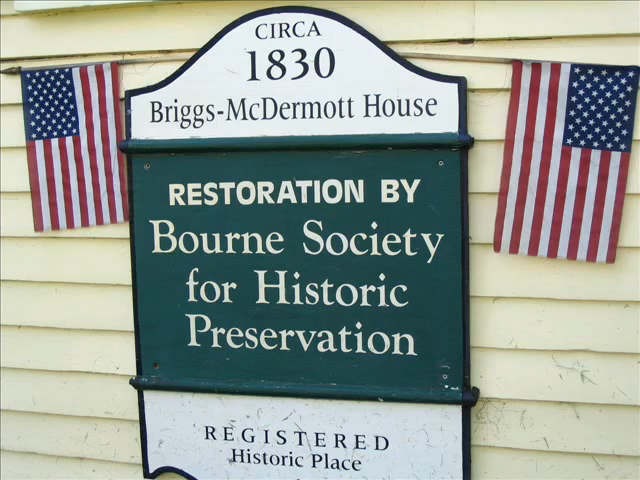 CIRCA
1830
Briggs-McDermott House
RESTORATION BY
Bourne Society
for Historic
Preservation
REGISTERED
Historic Place